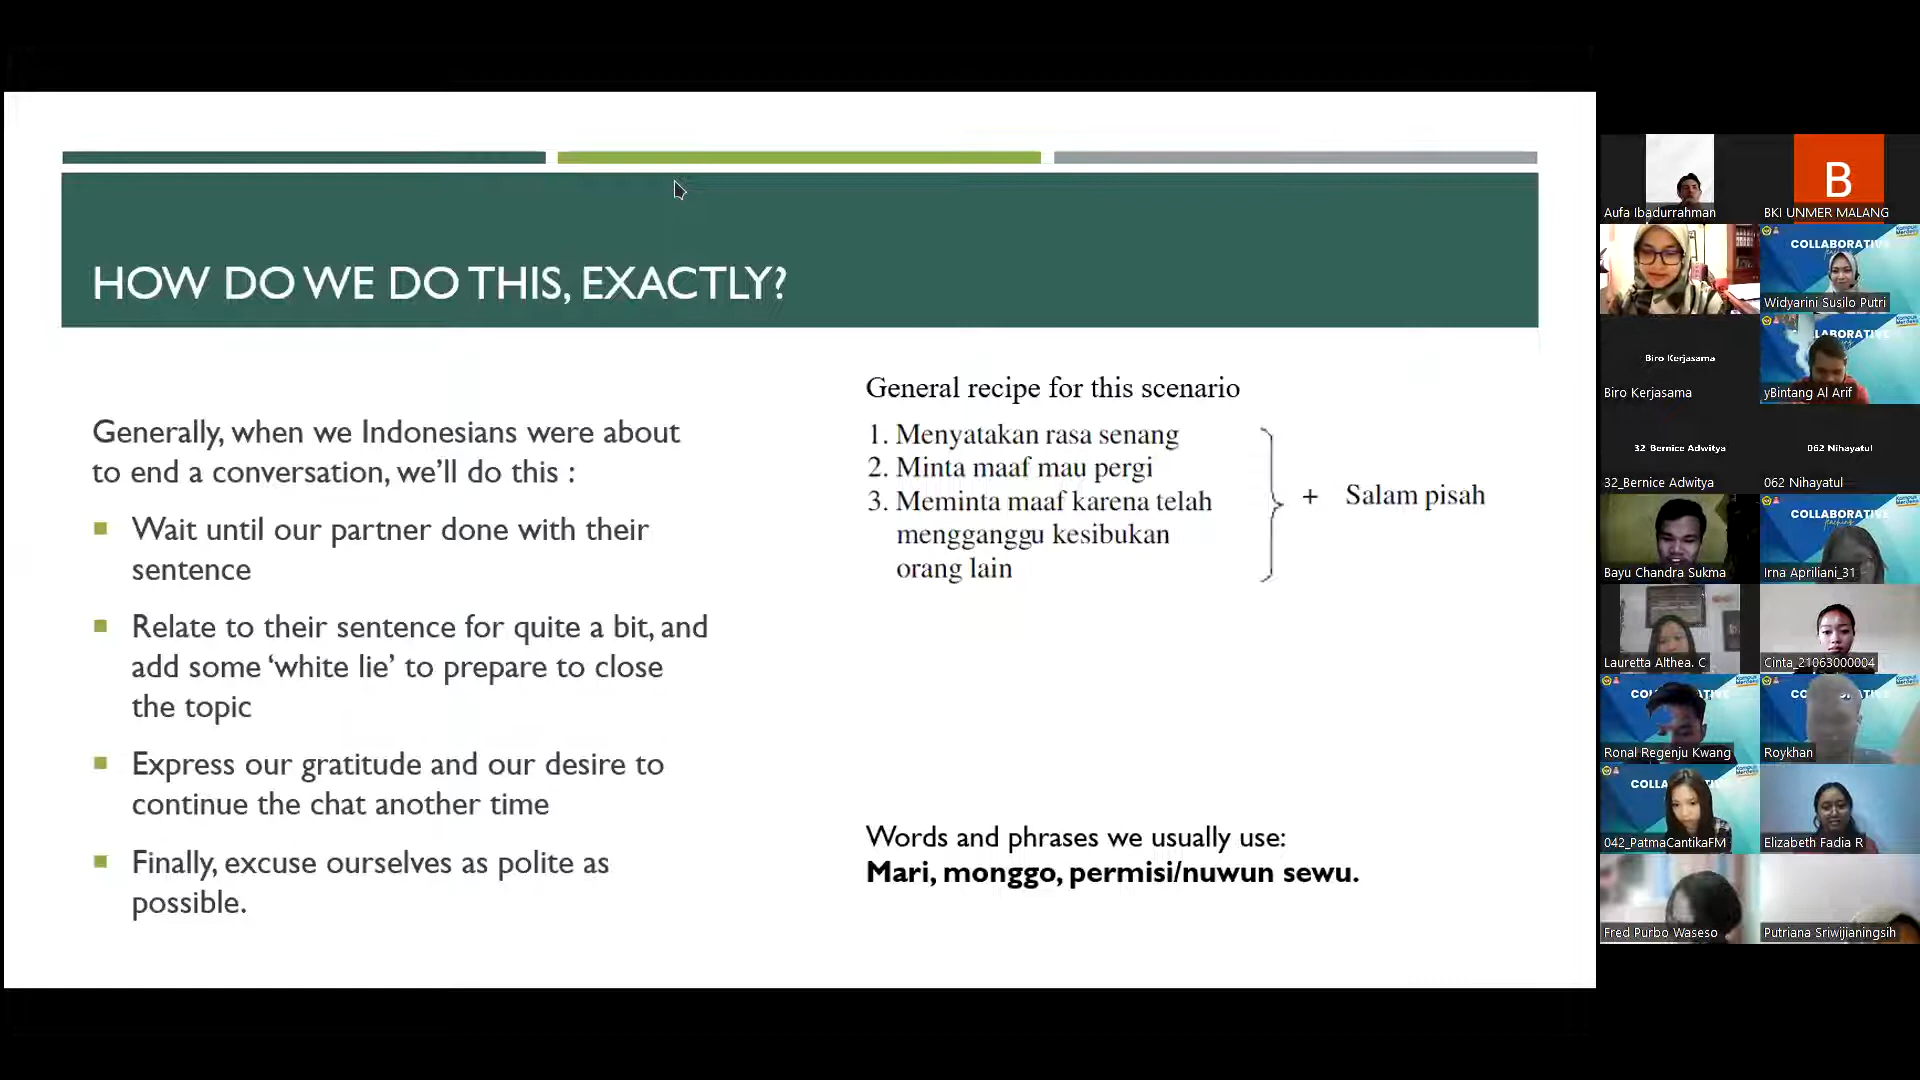 HOW DO WE DO THIS, EXACTLY?
Generally, when we Indonesians were about
to end a conversation, we'll do this :
Wait until our partner done with their
sentence
Relate to their sentence for quite a bit, and
add some 'white lie' to prepare to close
the topic
Express our gratitude and our desire to
continue the chat another time
Finally, excuse ourselves as polite as
possible.
General recipe for this scenario
1. Menyatakan rasa senang
2. Minta maaf mau pergi
3. Meminta maaf karena telah
mengganggu kesibukan
orang lain
+ Salam pisah
Words and phrases we usually use:
Mari, monggo, permisi/nuwun sewu.
Aufa Ibadurrahman
B
BKI UNMER MALANG
COLLABORATIVE
Widyarini Susilo Putri
Biro Kerjasama
Biro Kerjasama
LABORATI
yBintang Al Arif
32 Bernice Adwitya
32_Bernice Adwitya
062 Nihayatul
062 Nihayatul
Bayu Chandra Sukma
COLLABORATIVE
Irna Apriliani_31
Lauretta Althea. C
Cinta_21063000004
Ronal Regenju Kwang
Roykhan
COLLA
042_PatmaCantikaFM
Elizabeth Fadia R
Fred Purbo Waseso
Putriana Sriwijianingsih